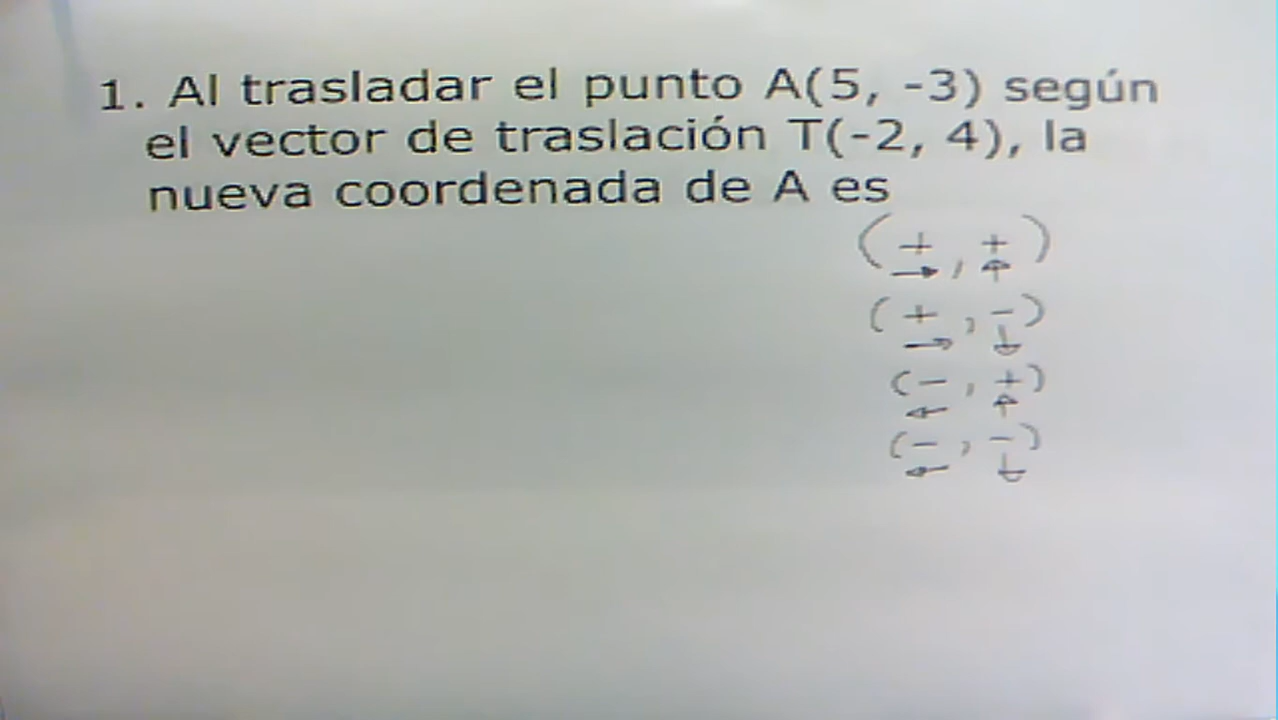 1. Al trasladar el punto A(5, -3) según
el vector de traslación T(-2, 4), la
nueva coordenada de A es
(+, +)
→ ↑
(+, -)
→ ↓
(-, +)
← ↑
(-, -)
← ↓